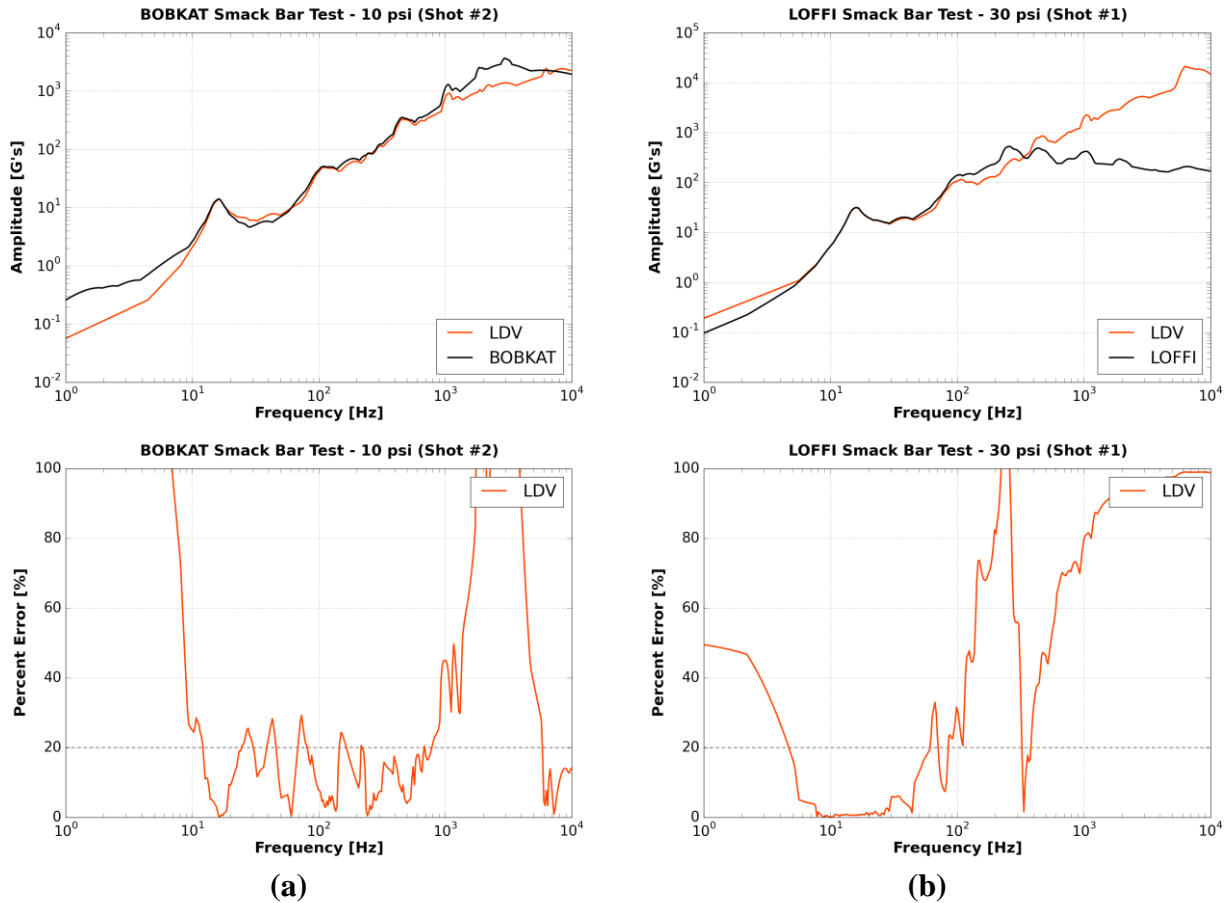 BOBKAT Smack Bar Test - 10 psi (Shot #2)
10^4
10^3
10^2
10^1
10^0
10^-1
10^-2
Amplitude [G's]
LDV
BOBKAT
10^0 10^1 10^2 10^3 10^4
Frequency [Hz]
LOFFI Smack Bar Test - 30 psi (Shot #1)
10^5
10^4
10^3
10^2
10^1
10^0
10^-1
10^-2
Amplitude [G's]
LDV
LOFFI
10^0 10^1 10^2 10^3 10^4
Frequency [Hz]
BOBKAT Smack Bar Test - 10 psi (Shot #2)
100
80
60
40
20
0
Percent Error [%]
LDV
10^0 10^1 10^2 10^3 10^4
Frequency [Hz]
(a)
LOFFI Smack Bar Test - 30 psi (Shot #1)
100
80
60
40
20
0
Percent Error [%]
LDV
10^0 10^1 10^2 10^3 10^4
Frequency [Hz]
(b)